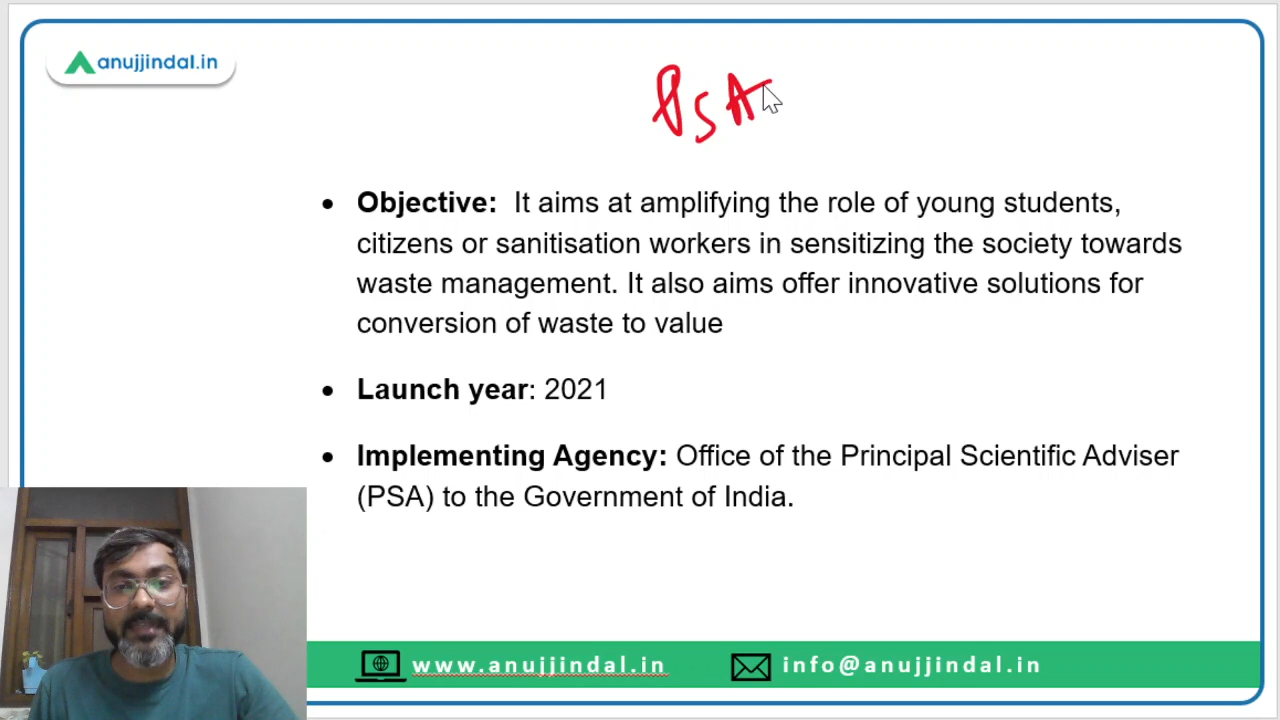 anujjindal.in
PSA
Objective: It aims at amplifying the role of young students,
citizens or sanitisation workers in sensitizing the society towards
waste management. It also aims offer innovative solutions for
conversion of waste to value
Launch year: 2021
Implementing Agency: Office of the Principal Scientific Adviser
(PSA) to the Government of India.
www.anujjindal.in info@anujjindal.in